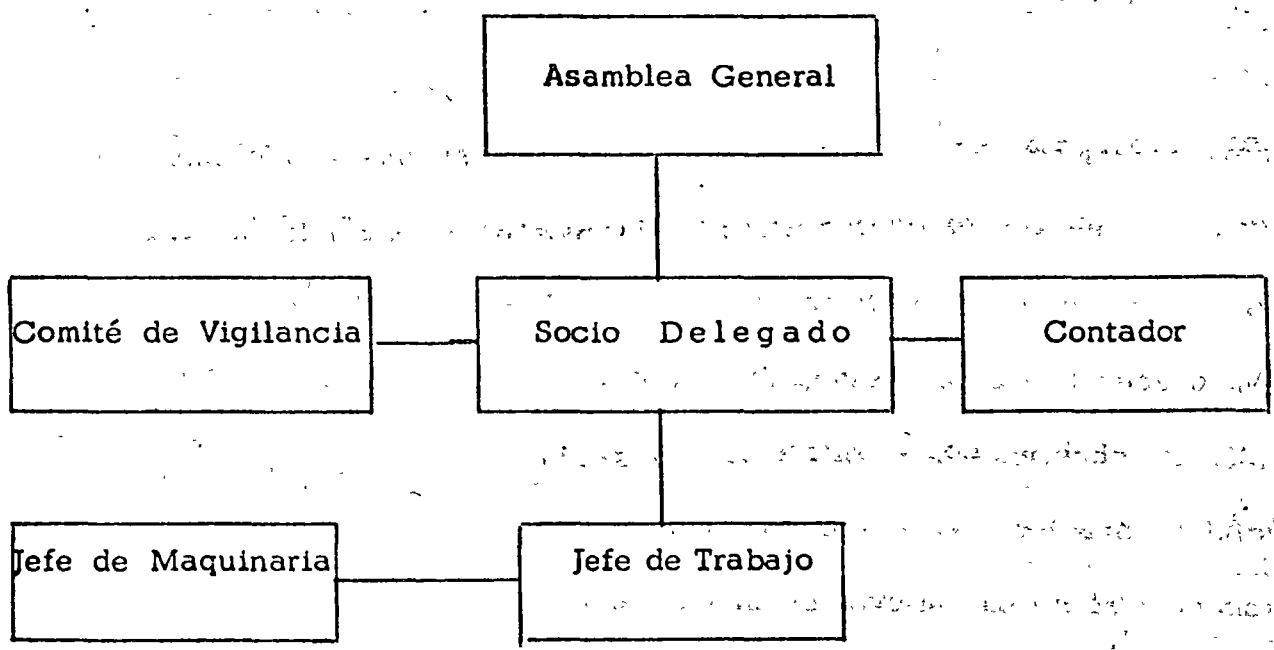 Asamblea General
Comité de Vigilancia
Socio Delegado
Contador
Jefe de Maquinaria
Jefe de Trabajo